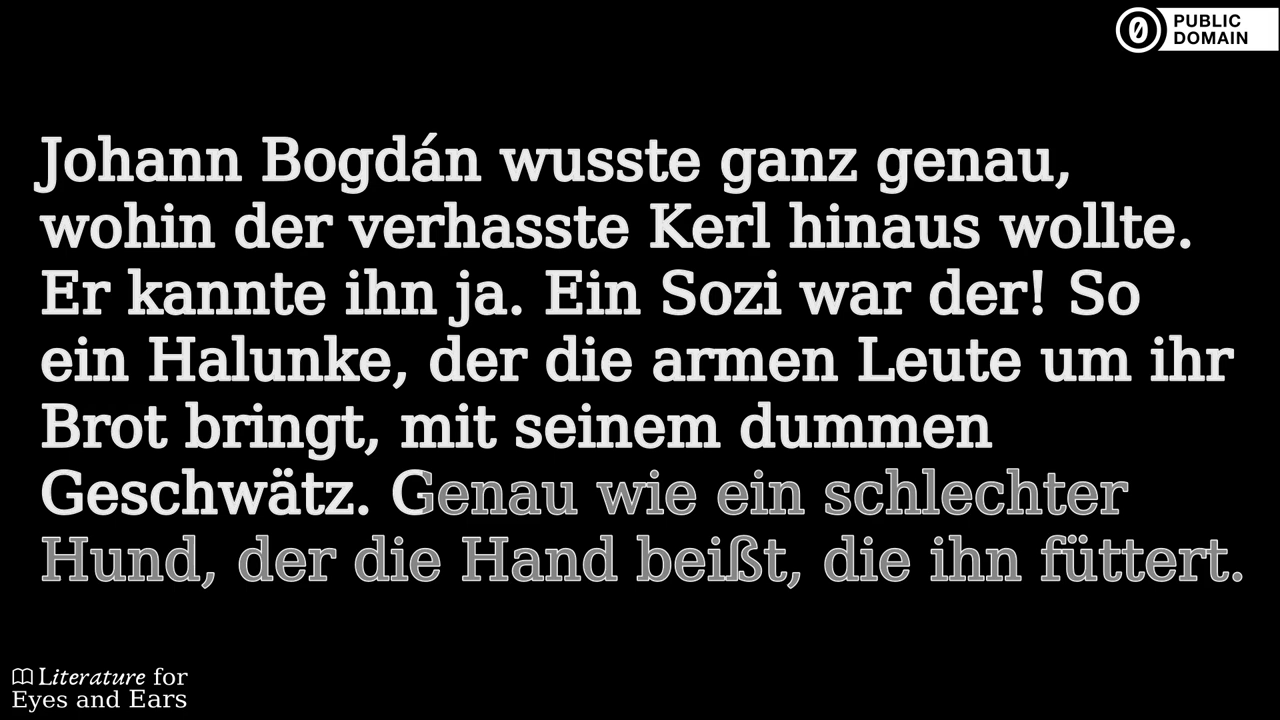 PUBLIC
DOMAIN
Johann Bogdán wusste ganz genau,
wohin der verhasste Kerl hinaus wollte.
Er kannte ihn ja. Ein Sozi war der! So
ein Halunke, der die armen Leute um ihr
Brot bringt, mit seinem dummen
Geschwätz. Genau wie ein schlechter
Hund, der die Hand beißt, die ihn füttert.
Literature for
Eyes and Ears